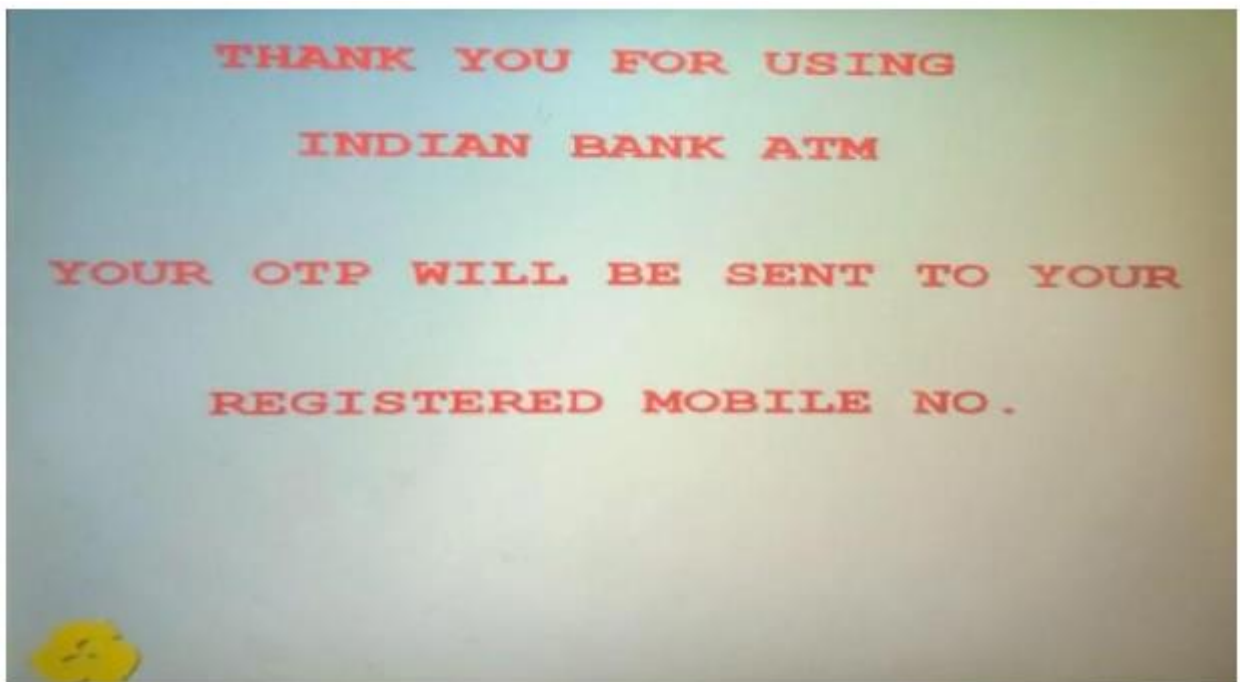 THANK YOU FOR USING
INDIAN BANK ATM
YOUR OTP WILL BE SENT TO YOUR
REGISTERED MOBILE NO.